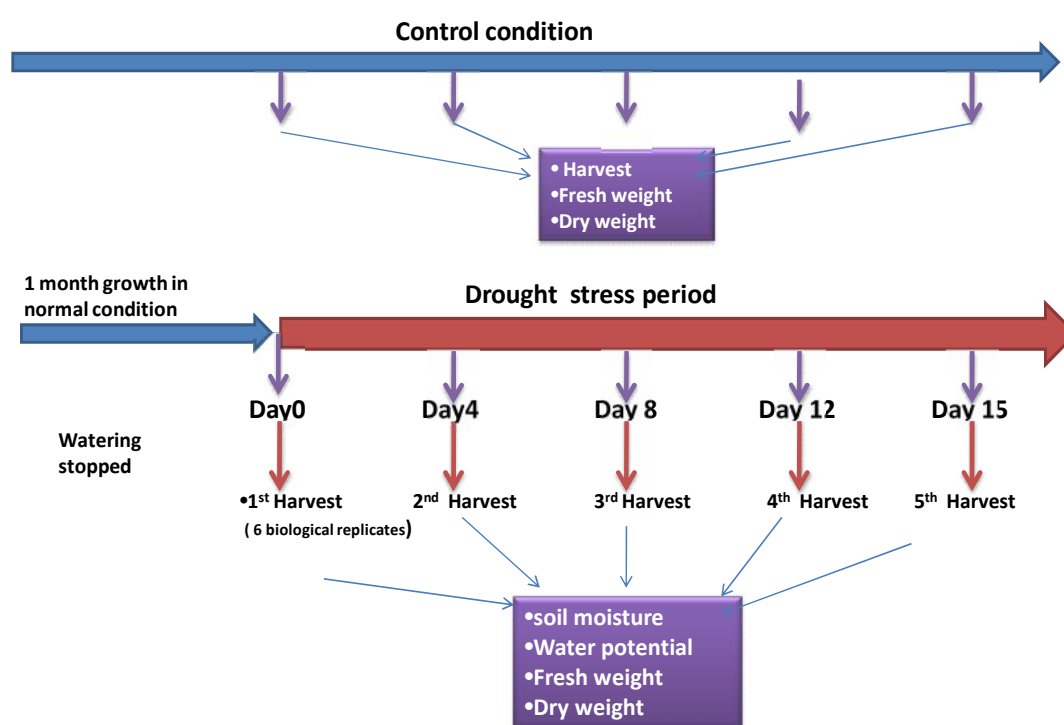 Control condition
• Harvest
•Fresh weight
•Dry weight
1 month growth in
normal condition
Drought stress period
Day0
Day4
Day 8
Day 12
Day 15
Watering
stopped
•1st Harvest
( 6 biological replicates)
2nd Harvest
3rd Harvest
4th Harvest
5th Harvest
•soil moisture
•Water potential
•Fresh weight
•Dry weight